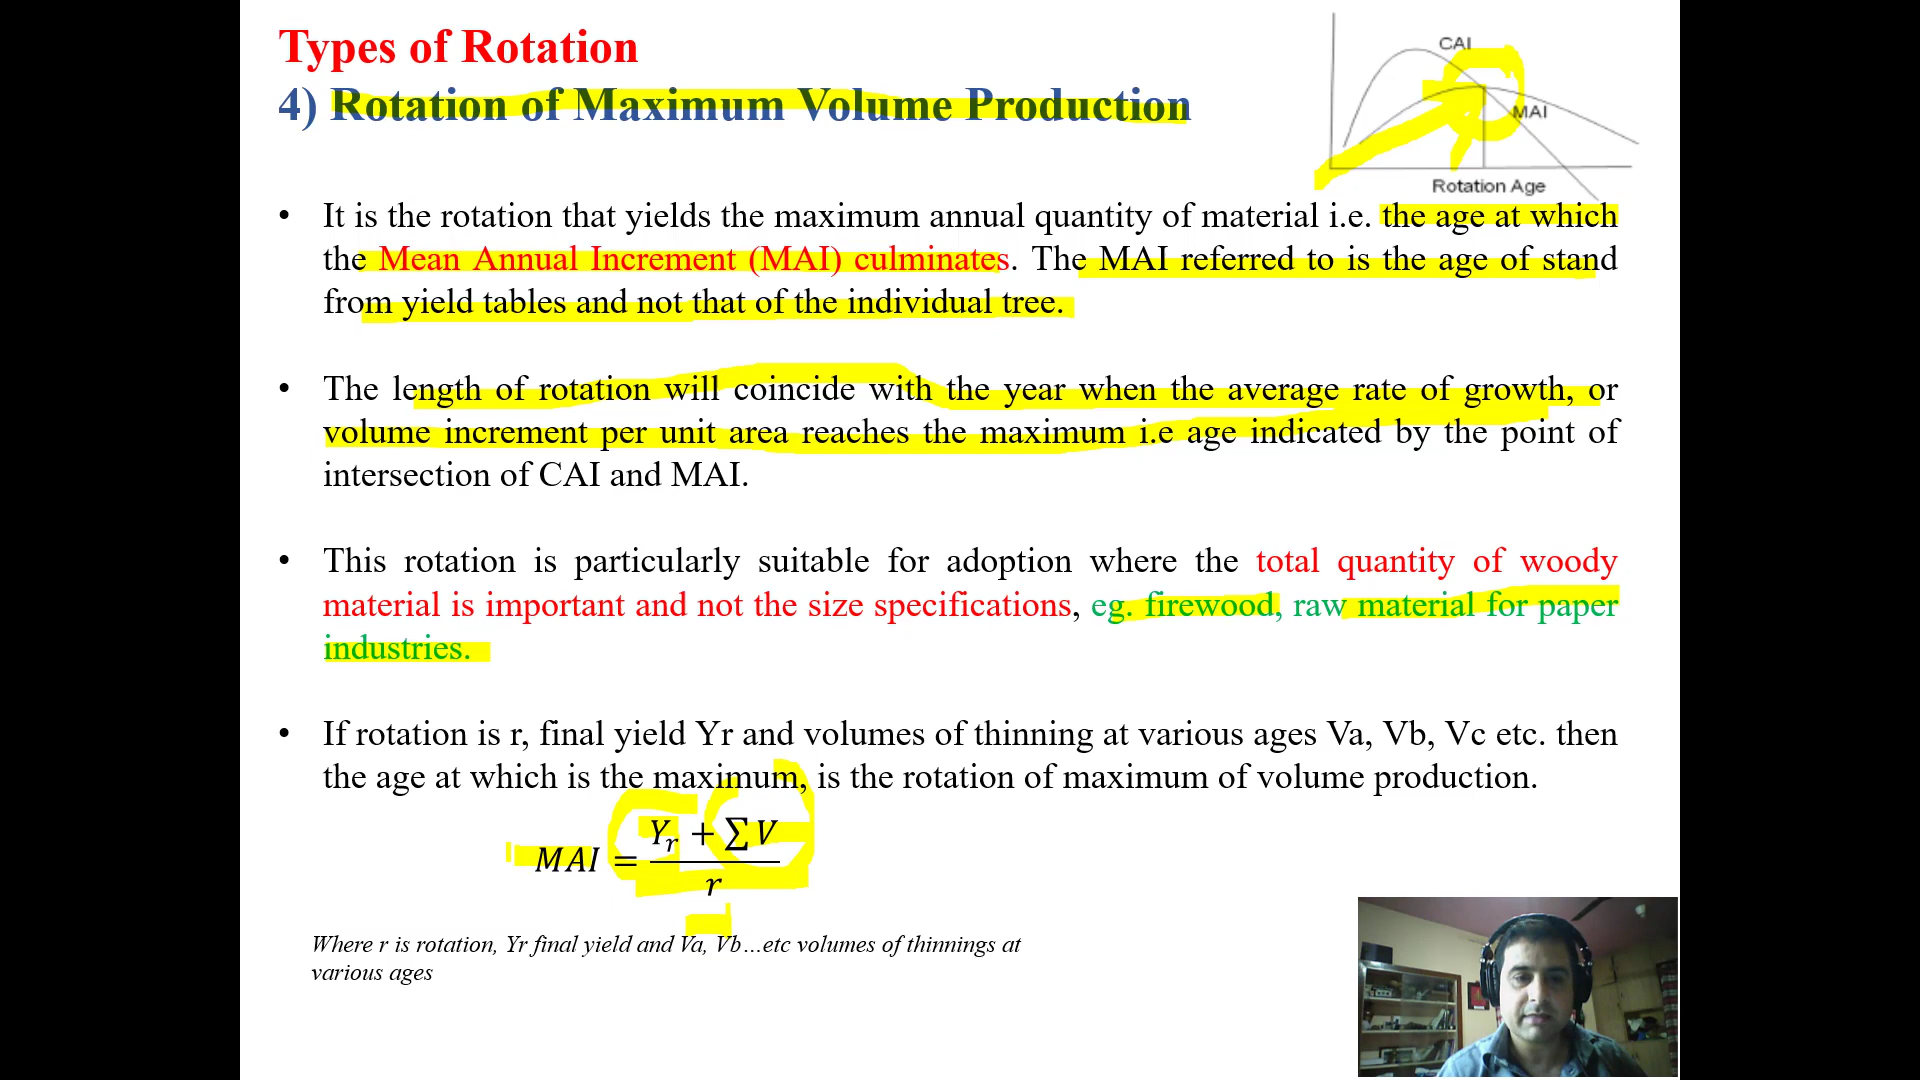 Types of Rotation
4) Rotation of Maximum Volume Production
CAI
MAI
Rotation Age
• It is the rotation that yields the maximum annual quantity of material i.e. the age at which
the Mean Annual Increment (MAI) culminates. The MAI referred to is the age of stand
from yield tables and not that of the individual tree.
• The length of rotation will coincide with the year when the average rate of growth, or
volume increment per unit area reaches the maximum i.e age indicated by the point of
intersection of CAI and MAI.
• This rotation is particularly suitable for adoption where the total quantity of woody
material is important and not the size specifications, eg. firewood, raw material for paper
industries.
• If rotation is r, final yield Yr and volumes of thinning at various ages Va, Vb, Vc etc. then
the age at which is the maximum, is the rotation of maximum of volume production.
MAI = (Y_r + ∑ V) / r
Where r is rotation, Yr final yield and Va, Vb…etc volumes of thinnings at
various ages